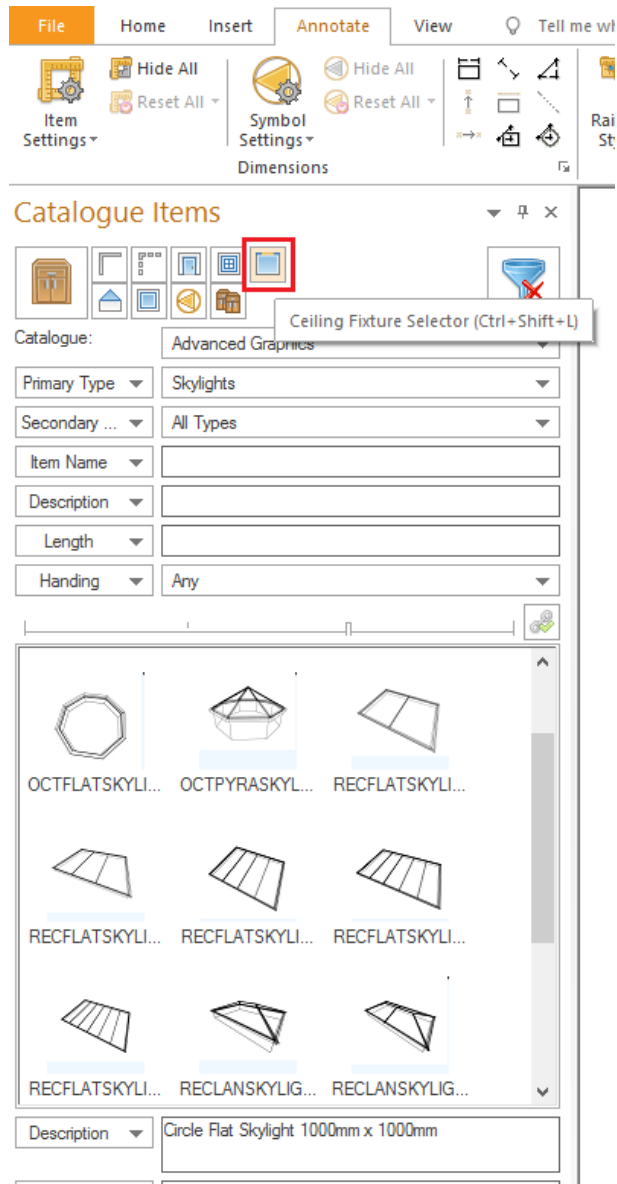 File Home Insert Annotate View Tell me wh
Hide All Hide All
Reset All Reset All
Item Settings Symbol Settings Rai St
Dimensions
Catalogue Items
Ceiling Fixture Selector (Ctrl+Shift+L)
Catalogue: Advanced Graphics
Primary Type Skylights
Secondary ... All Types
Item Name
Description
Length
Handing Any
OCTFLATSKYLI... OCTPYRASKYL... RECFLATSKYLI...
RECFLATSKYLI... RECFLATSKYLI... RECFLATSKYLI...
RECFLATSKYLI... RECLANSKYLIG... RECLANSKYLIG...
Description Circle Flat Skylight 1000mm x 1000mm